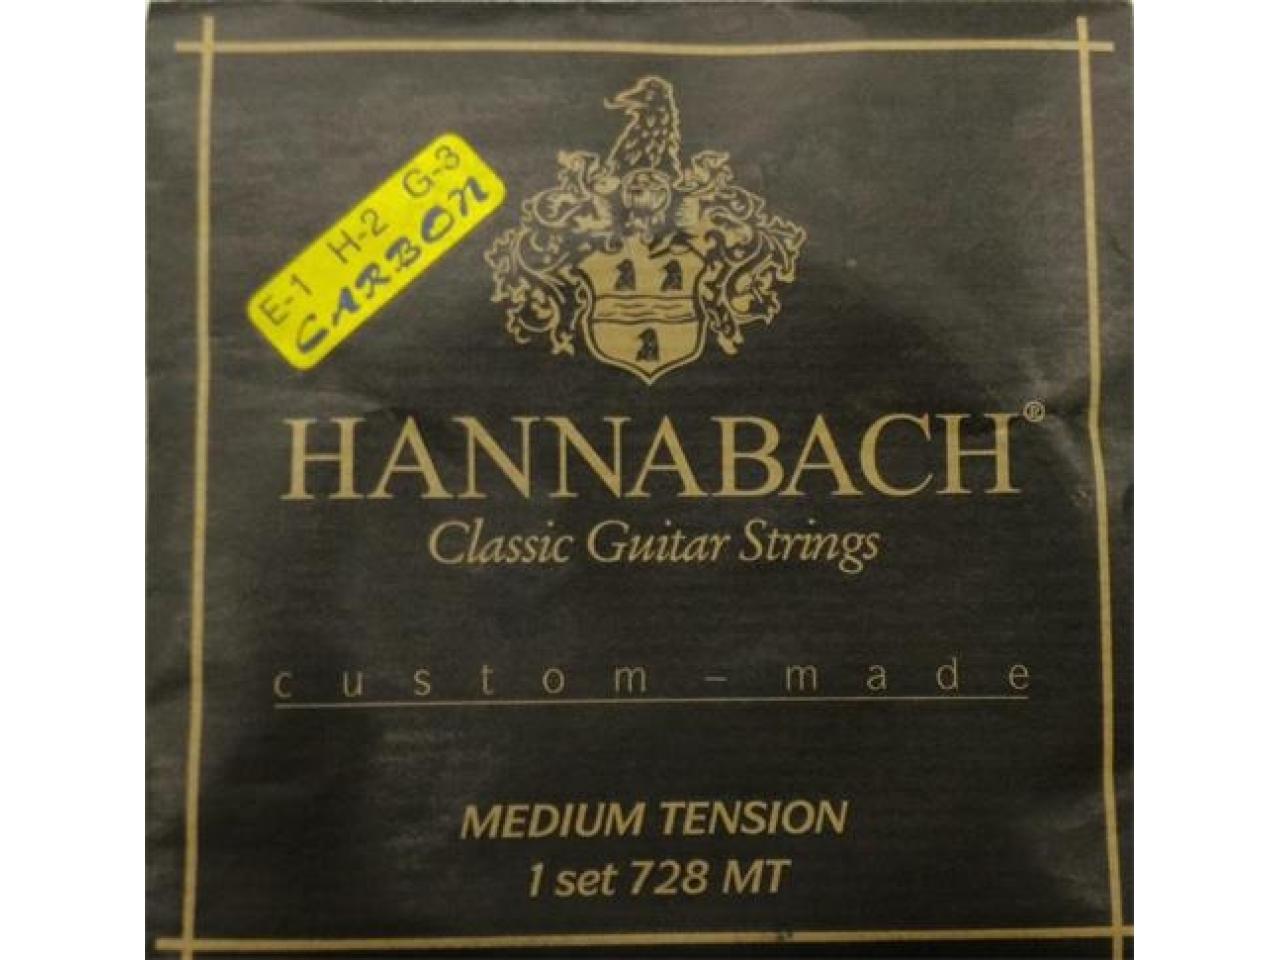 E-1 H-2 G-3
CARBON
HANNABACH®
Classic Guitar Strings
custom-made
MEDIUM TENSION
1 set 728 MT